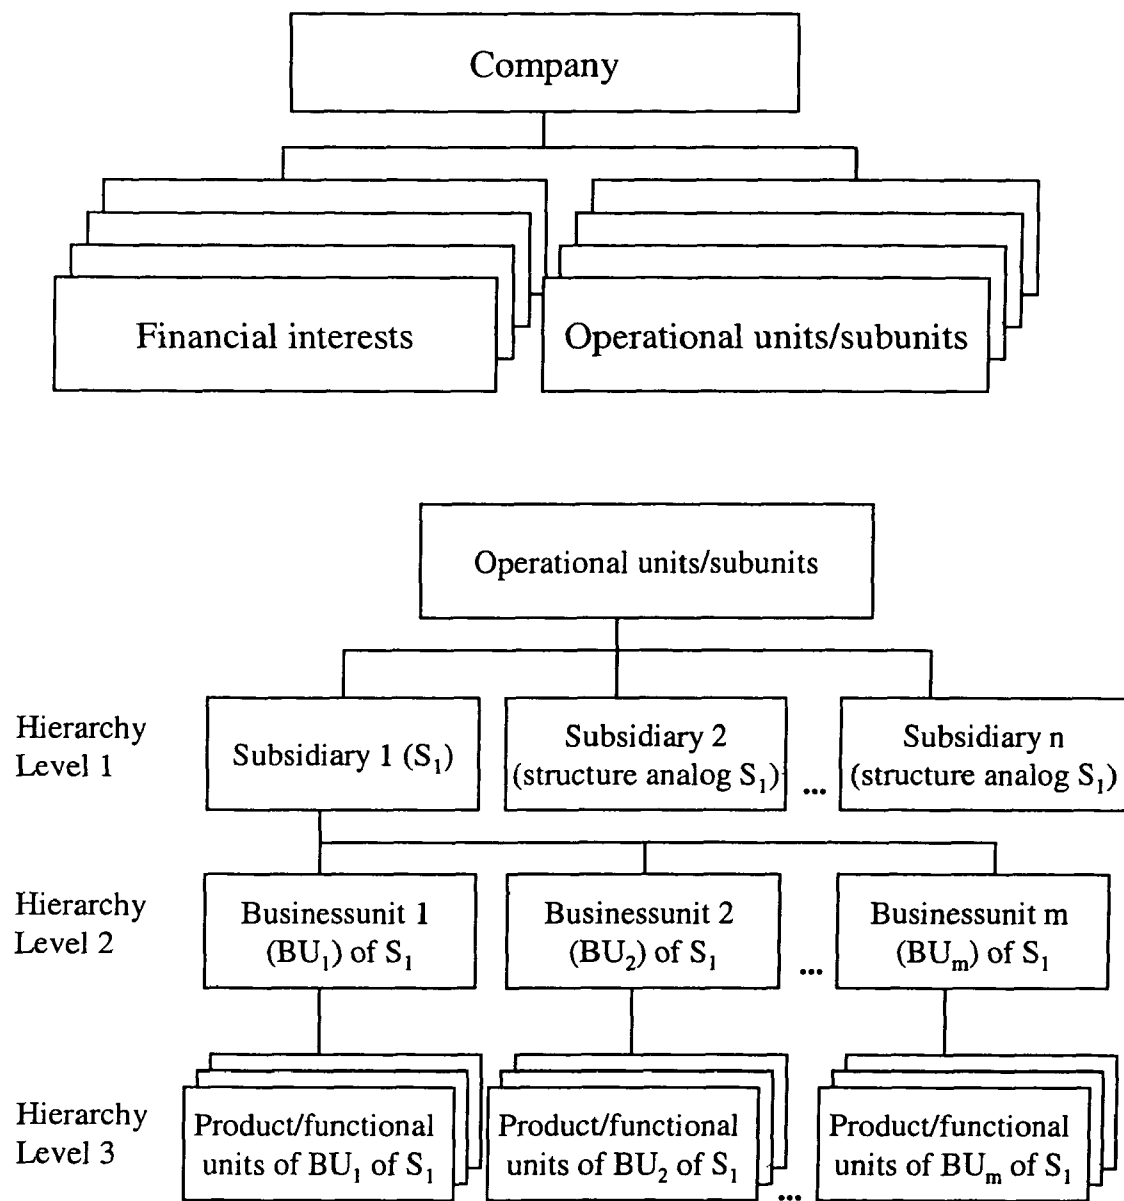 Company
Financial interests
Operational units/subunits
Operational units/subunits
Hierarchy
Level 1
Subsidiary 1 (S₁)
Subsidiary 2
(structure analog S₁)
...
Subsidiary n
(structure analog S₁)
Hierarchy
Level 2
Businessunit 1
(BU₁) of S₁
Businessunit 2
(BU₂) of S₁
...
Businessunit m
(BUₘ) of S₁
Hierarchy
Level 3
Product/functional
units of BU₁ of S₁
Product/functional
units of BU₂ of S₁
...
Product/functional
units of BUₘ of S₁